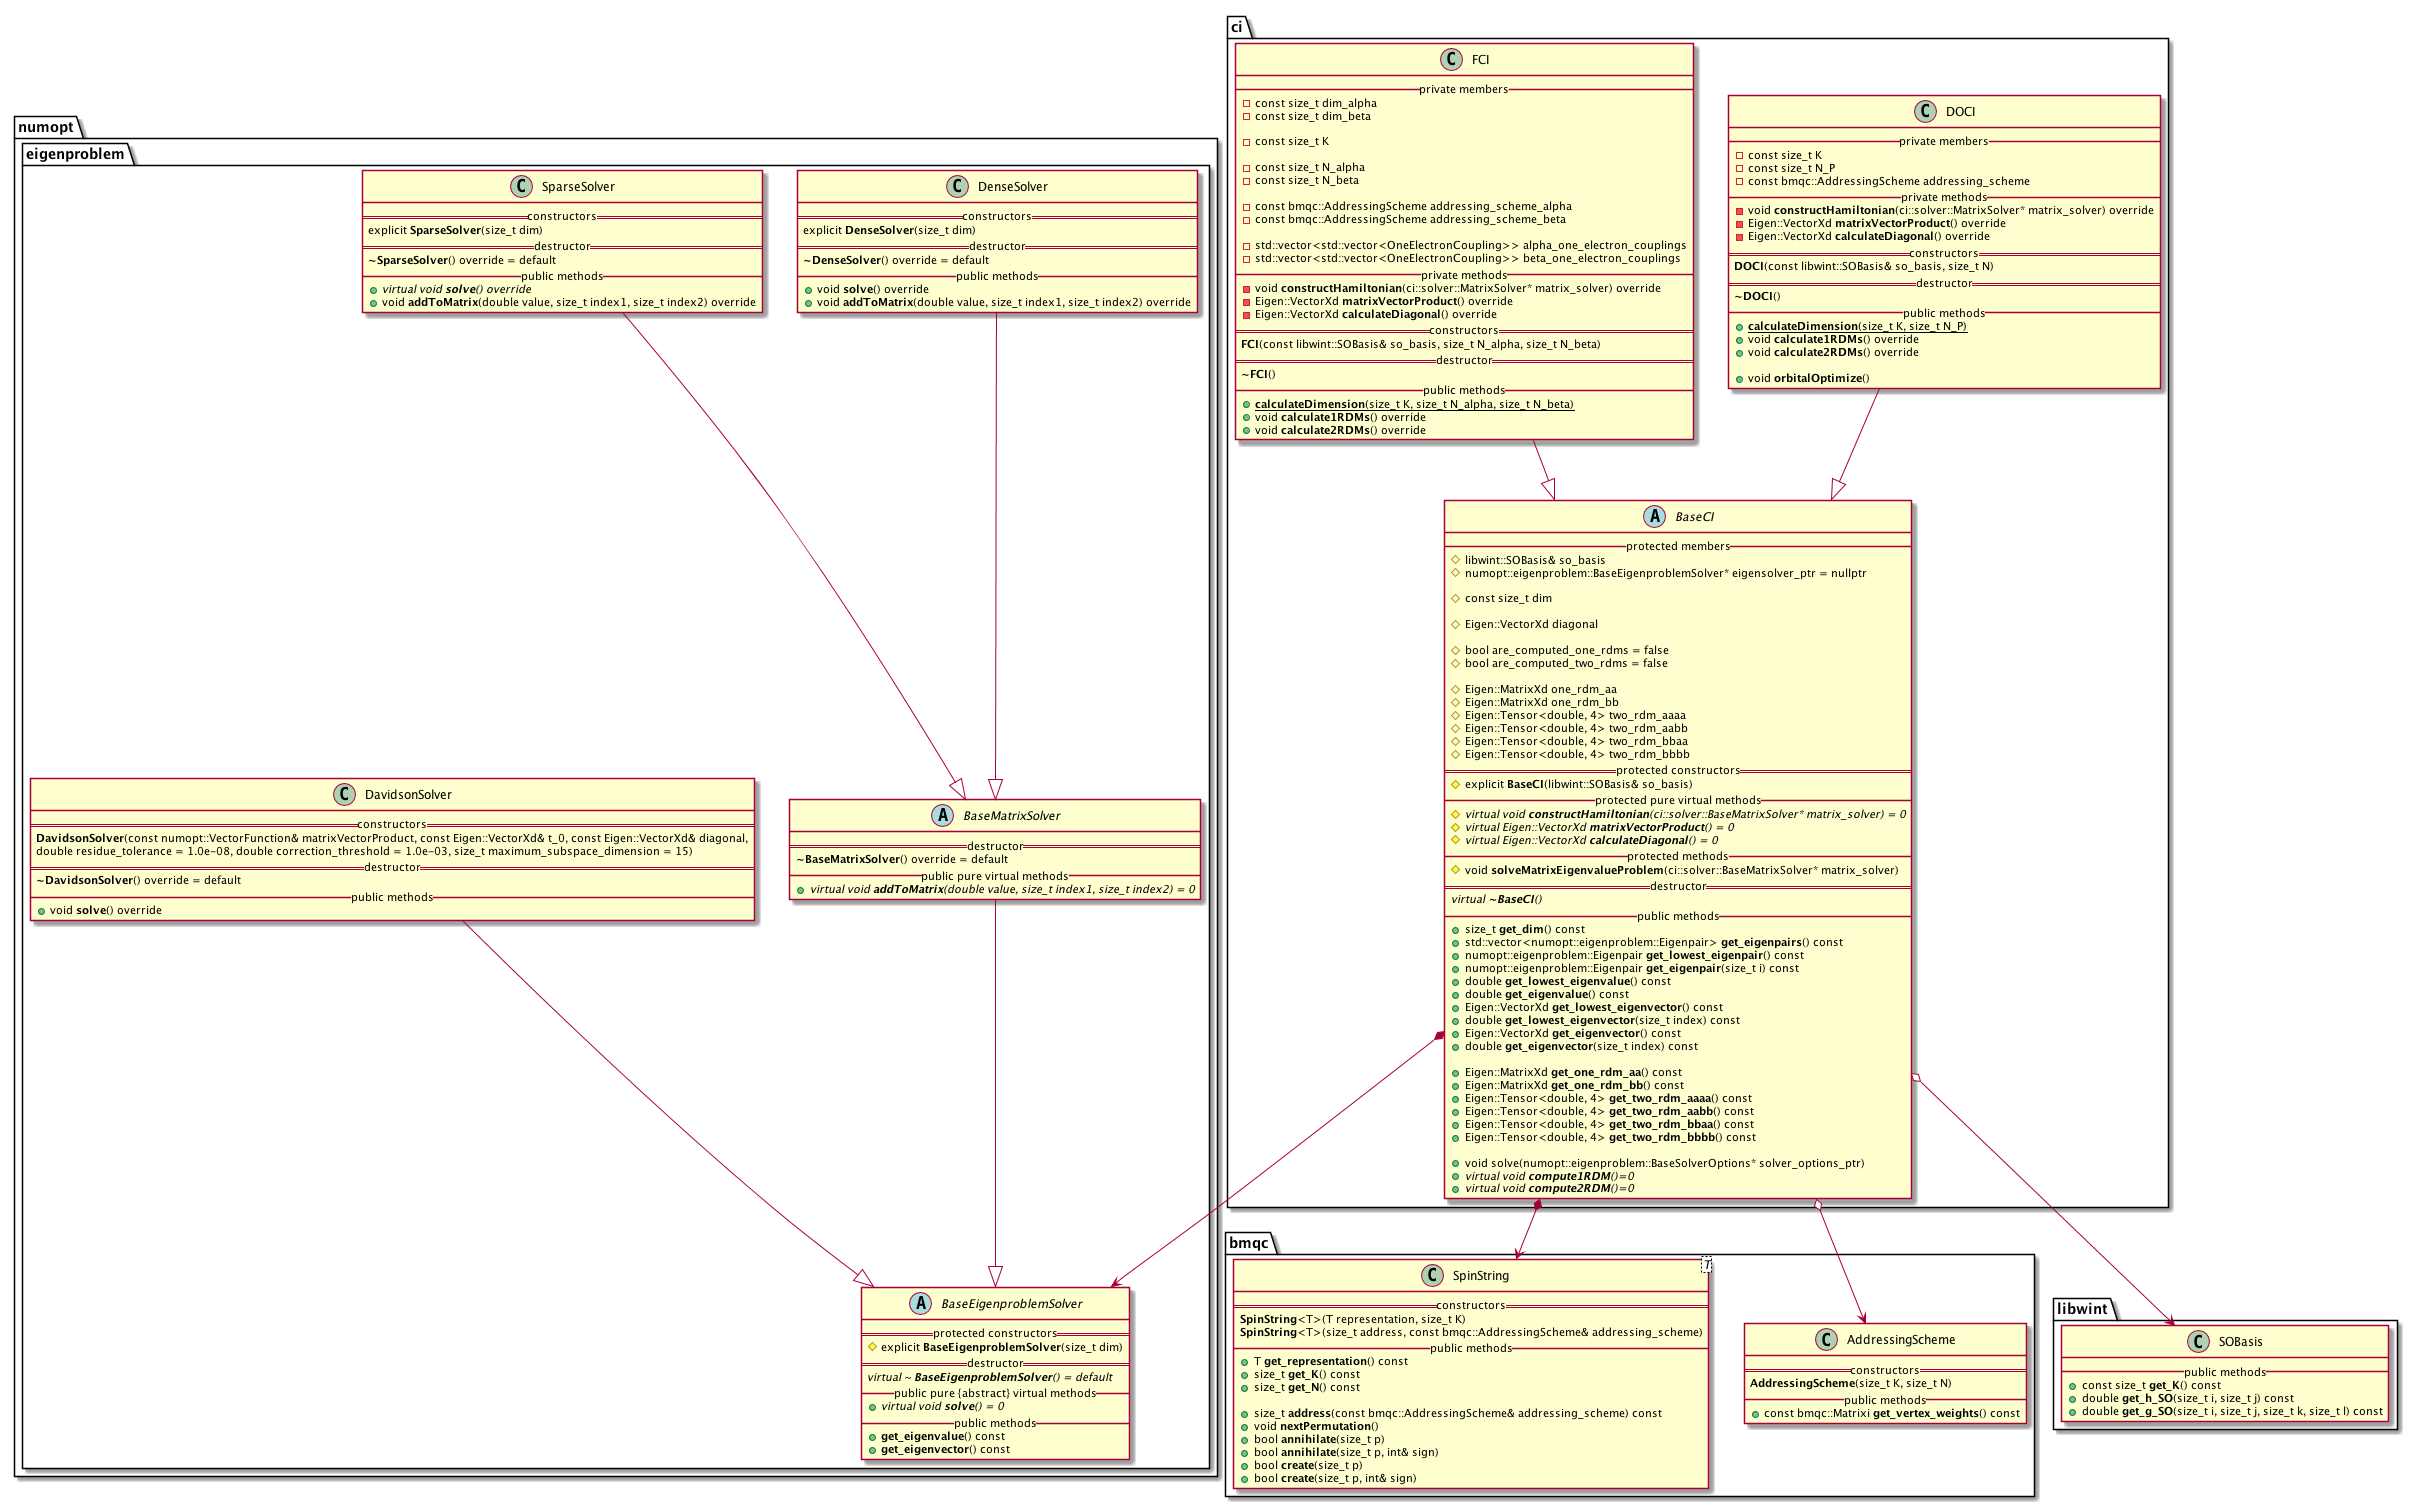 numopt
eigenproblem
SparseSolver
constructors
explicit SparseSolver(size_t dim)
destructor
~SparseSolver() override = default
public methods
virtual void solve() override
void addToMatrix(double value, size_t index1, size_t index2) override
DenseSolver
constructors
explicit DenseSolver(size_t dim)
destructor
~DenseSolver() override = default
public methods
void solve() override
void addToMatrix(double value, size_t index1, size_t index2) override
DavidsonSolver
constructors
DavidsonSolver(const numopt::VectorFunction& matrixVectorProduct, const Eigen::VectorXd& t_0, const Eigen::VectorXd& diagonal,
double residue_tolerance = 1.0e-08, double correction_threshold = 1.0e-03, size_t maximum_subspace_dimension = 15)
destructor
~DavidsonSolver() override = default
public methods
void solve() override
BaseMatrixSolver
destructor
~BaseMatrixSolver() override = default
public pure virtual methods
virtual void addToMatrix(double value, size_t index1, size_t index2) = 0
BaseEigenproblemSolver
protected constructors
explicit BaseEigenproblemSolver(size_t dim)
destructor
virtual ~ BaseEigenproblemSolver() = default
public pure {abstract} virtual methods
virtual void solve() = 0
public methods
get_eigenvalue() const
get_eigenvector() const
ci
FCI
private members
const size_t dim_alpha
const size_t dim_beta
const size_t K
const size_t N_alpha
const size_t N_beta
const bmqc::AddressingScheme addressing_scheme_alpha
const bmqc::AddressingScheme addressing_scheme_beta
std::vector<std::vector<OneElectronCoupling>> alpha_one_electron_couplings
std::vector<std::vector<OneElectronCoupling>> beta_one_electron_couplings
private methods
void constructHamiltonian(ci::solver::MatrixSolver* matrix_solver) override
Eigen::VectorXd matrixVectorProduct() override
Eigen::VectorXd calculateDiagonal() override
constructors
FCI(const libwint::SOBasis& so_basis, size_t N_alpha, size_t N_beta)
destructor
~FCI()
public methods
calculateDimension(size_t K, size_t N_alpha, size_t N_beta)
void calculate1RDMs() override
void calculate2RDMs() override
DOCI
private members
const size_t K
const size_t N_P
const bmqc::AddressingScheme addressing_scheme
private methods
void constructHamiltonian(ci::solver::MatrixSolver* matrix_solver) override
Eigen::VectorXd matrixVectorProduct() override
Eigen::VectorXd calculateDiagonal() override
constructors
DOCI(const libwint::SOBasis& so_basis, size_t N)
destructor
~DOCI()
public methods
calculateDimension(size_t K, size_t N_P)
void calculate1RDMs() override
void calculate2RDMs() override
void orbitalOptimize()
BaseCI
protected members
libwint::SOBasis& so_basis
numopt::eigenproblem::BaseEigenproblemSolver* eigensolver_ptr = nullptr
const size_t dim
Eigen::VectorXd diagonal
bool are_computed_one_rdms = false
bool are_computed_two_rdms = false
Eigen::MatrixXd one_rdm_aa
Eigen::MatrixXd one_rdm_bb
Eigen::Tensor<double, 4> two_rdm_aaaa
Eigen::Tensor<double, 4> two_rdm_aabb
Eigen::Tensor<double, 4> two_rdm_bbaa
Eigen::Tensor<double, 4> two_rdm_bbbb
protected constructors
explicit BaseCI(libwint::SOBasis& so_basis)
protected pure virtual methods
virtual void constructHamiltonian(ci::solver::BaseMatrixSolver* matrix_solver) = 0
virtual Eigen::VectorXd matrixVectorProduct() = 0
virtual Eigen::VectorXd calculateDiagonal() = 0
protected methods
void solveMatrixEigenvalueProblem(ci::solver::BaseMatrixSolver* matrix_solver)
destructor
virtual ~BaseCI()
public methods
size_t get_dim() const
std::vector<numopt::eigenproblem::Eigenpair> get_eigenpairs() const
numopt::eigenproblem::Eigenpair get_lowest_eigenpair() const
numopt::eigenproblem::Eigenpair get_eigenpair(size_t i) const
double get_lowest_eigenvalue() const
double get_eigenvalue() const
Eigen::VectorXd get_lowest_eigenvector() const
double get_lowest_eigenvector(size_t index) const
Eigen::VectorXd get_eigenvector() const
double get_eigenvector(size_t index) const
Eigen::MatrixXd get_one_rdm_aa() const
Eigen::MatrixXd get_one_rdm_bb() const
Eigen::Tensor<double, 4> get_two_rdm_aaaa() const
Eigen::Tensor<double, 4> get_two_rdm_aabb() const
Eigen::Tensor<double, 4> get_two_rdm_bbaa() const
Eigen::Tensor<double, 4> get_two_rdm_bbbb() const
void solve(numopt::eigenproblem::BaseSolverOptions* solver_options_ptr)
virtual void compute1RDM()=0
virtual void compute2RDM()=0
bmqc
SpinString
T
constructors
SpinString<T>(T representation, size_t K)
SpinString<T>(size_t address, const bmqc::AddressingScheme& addressing_scheme)
public methods
T get_representation() const
size_t get_K() const
size_t get_N() const
size_t address(const bmqc::AddressingScheme& addressing_scheme) const
void nextPermutation()
bool annihilate(size_t p)
bool annihilate(size_t p, int& sign)
bool create(size_t p)
bool create(size_t p, int& sign)
AddressingScheme
constructors
AddressingScheme(size_t K, size_t N)
public methods
const bmqc::Matrixi get_vertex_weights() const
libwint
SOBasis
public methods
const size_t get_K() const
double get_h_SO(size_t i, size_t j) const
double get_g_SO(size_t i, size_t j, size_t k, size_t l) const